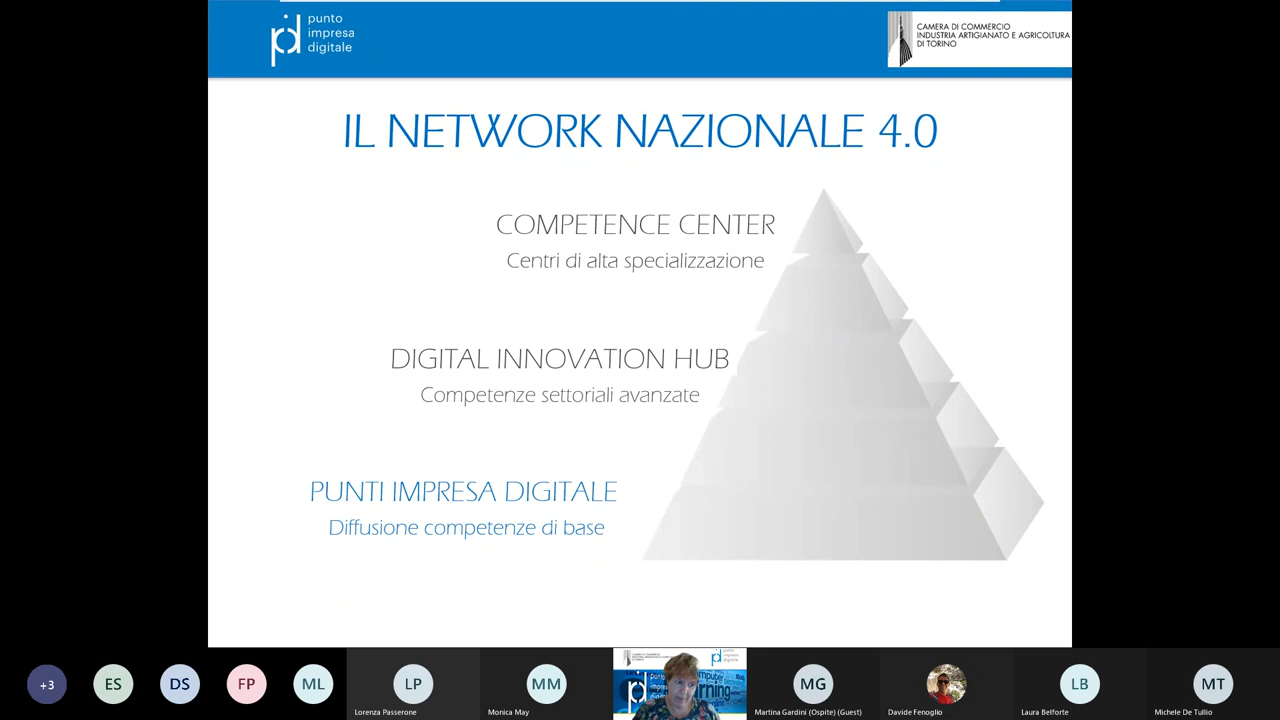 punto
impresa
digitale
CAMERA DI COMMERCIO
INDUSTRIA ARTIGIANATO E AGRICOLTURA
DI TORINO
IL NETWORK NAZIONALE 4.0
COMPETENCE CENTER
Centri di alta specializzazione
DIGITAL INNOVATION HUB
Competenze settoriali avanzate
PUNTI IMPRESA DIGITALE
Diffusione competenze di base
+3
ES
DS
FP
ML
LP
Lorenza Passerone
MM
Monica May
punto
impresa
digitale
MG
Martina Gardini (Ospite) (Guest)
Davide Fenoglio
LB
Laura Belforte
MT
Michele De Tullio